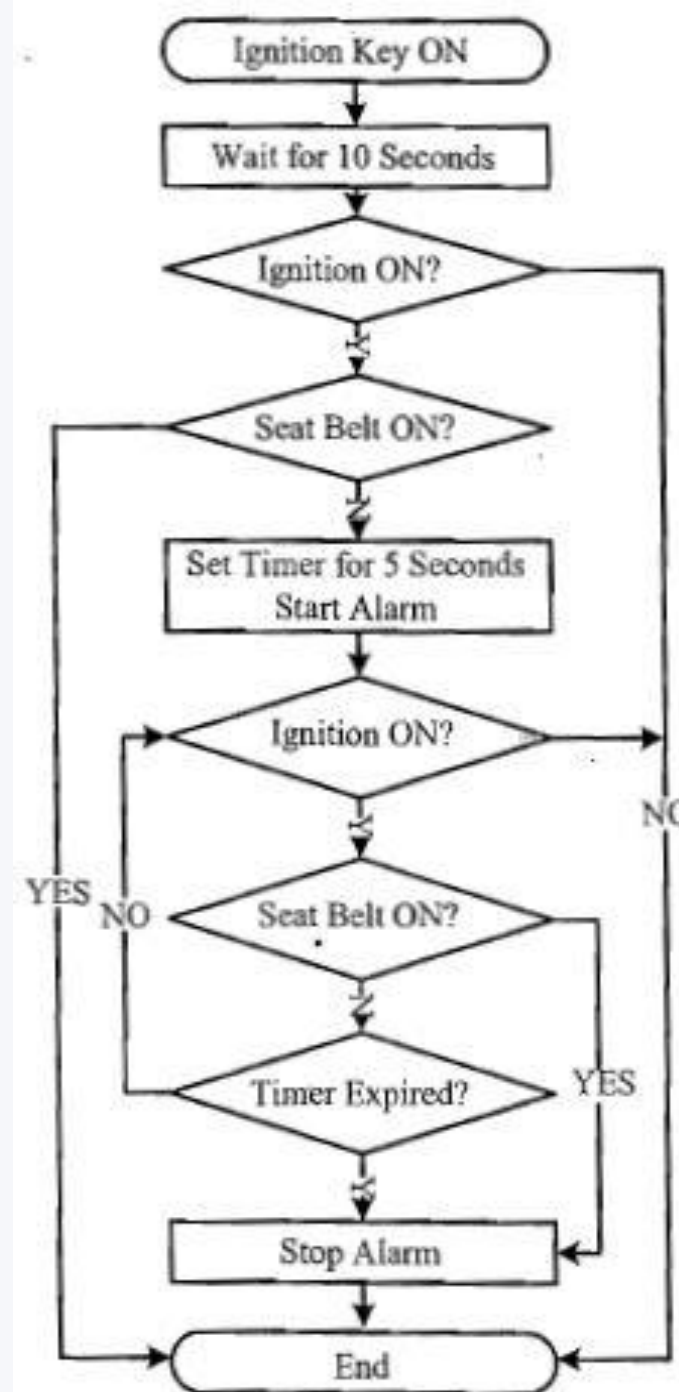 Ignition Key ON
Wait for 10 Seconds
Ignition ON?
Y
Seat Belt ON?
N
Set Timer for 5 Seconds
Start Alarm
Ignition ON?
NO
Y
YES
NO
Seat Belt ON?
N
Timer Expired?
YES
Y
Stop Alarm
End